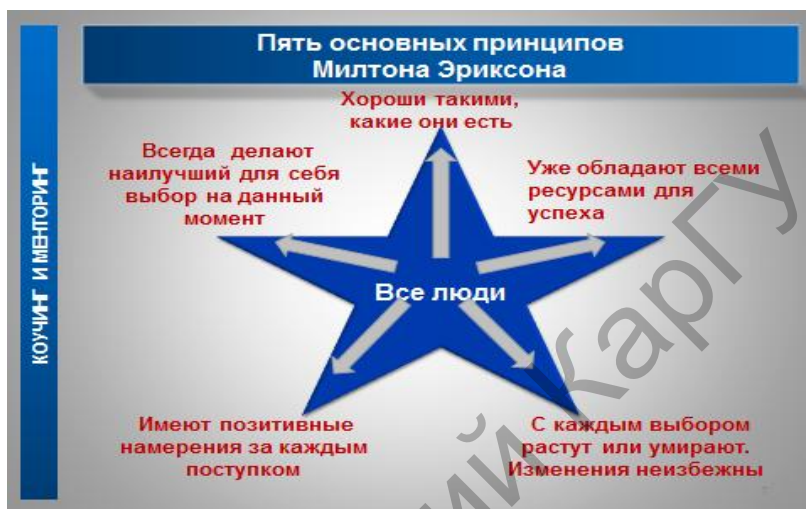 Пять основных принципов
Милтона Эриксона
Хороши такими,
какие они есть
Всегда делают
наилучший для себя
выбор на данный
момент
Уже обладают всеми
ресурсами для
успеха
КОУЧИНГ И МЕНТОРИНГ
Все люди
Имеют позитивные
намерения за каждым
поступком
С каждым выбором
растут или умирают.
Изменения неизбежны
ий КарГУ